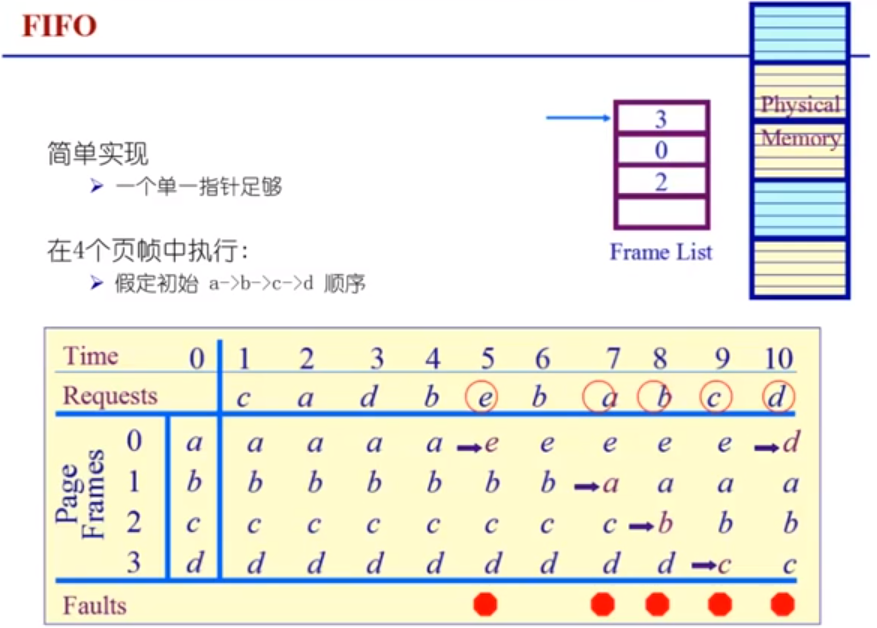 FIFO
简单实现
➢ 一个单一指针足够
在4个页帧中执行：
➢ 假定初始 a->b->c->d 顺序
3
0
2
Frame List
Physical
Memory
Time 0 1 2 3 4 5 6 7 8 9 10
Requests c a d b e b a b c d
Page Frames
0 a a a a a ➞e e e e e ➞d
1 b b b b b b b ➞a a a a
2 c c c c c c c c ➞b b b
3 d d d d d d d d d ➞c c
Faults